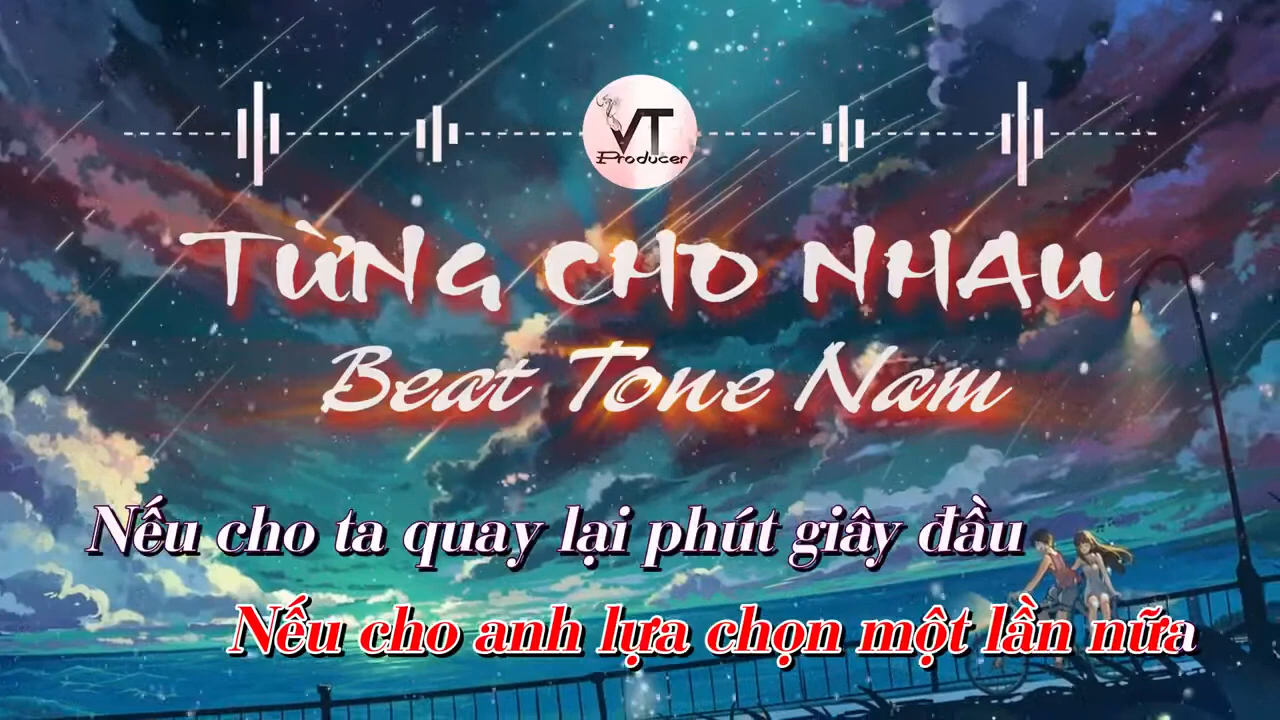 VT
Producer
TỪNG CHO NHAU
Beat Tone Nam
Nếu cho ta quay lại phút giây đầu
Nếu cho anh lựa chọn một lần nữa